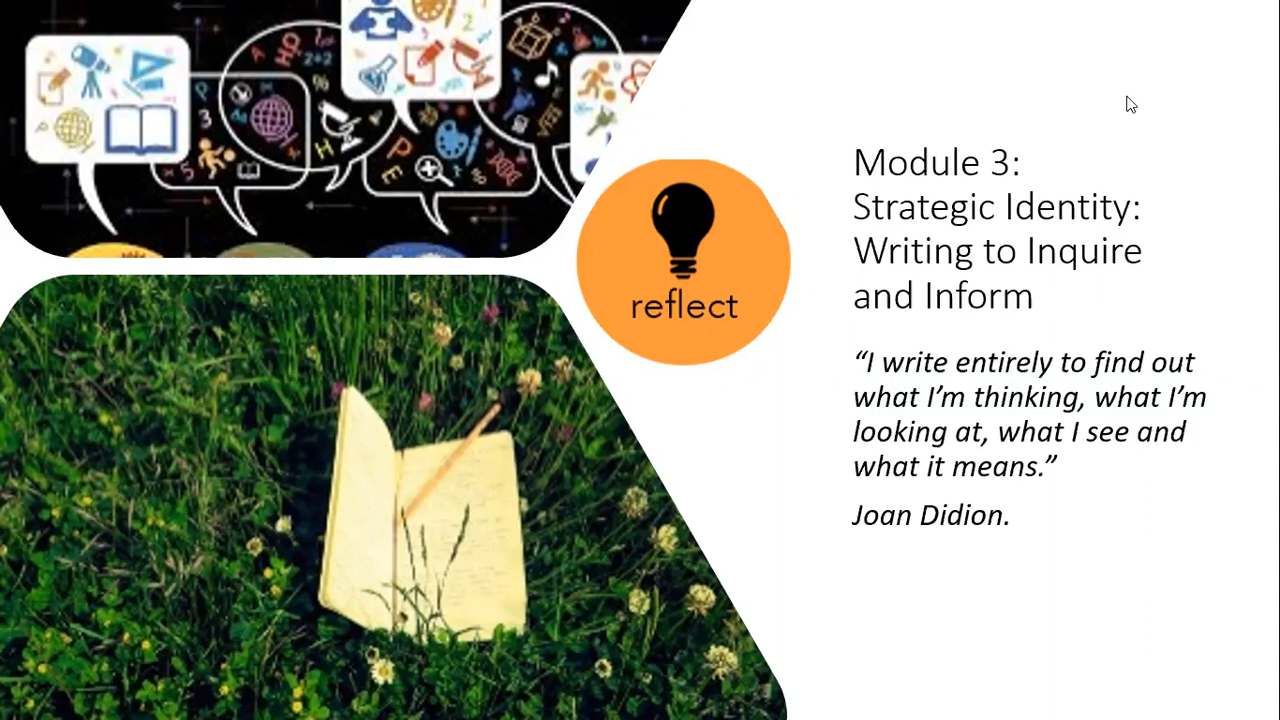 reflect
Module 3:
Strategic Identity:
Writing to Inquire
and Inform
“I write entirely to find out
what I’m thinking, what I’m
looking at, what I see and
what it means.”
Joan Didion.